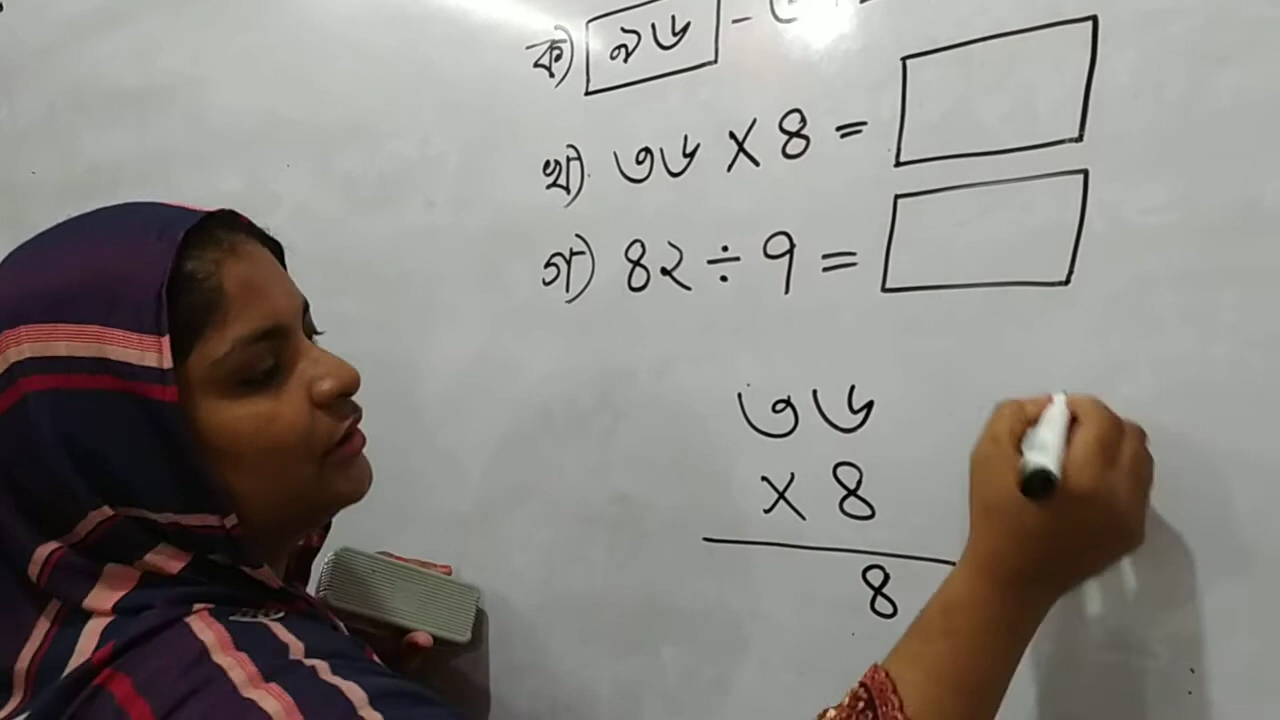 ক) ৯৬ -
খ) ৩৬ × ৪ =
গ) ৪২ ÷ ৭ =
৩৬
× ৪
৪